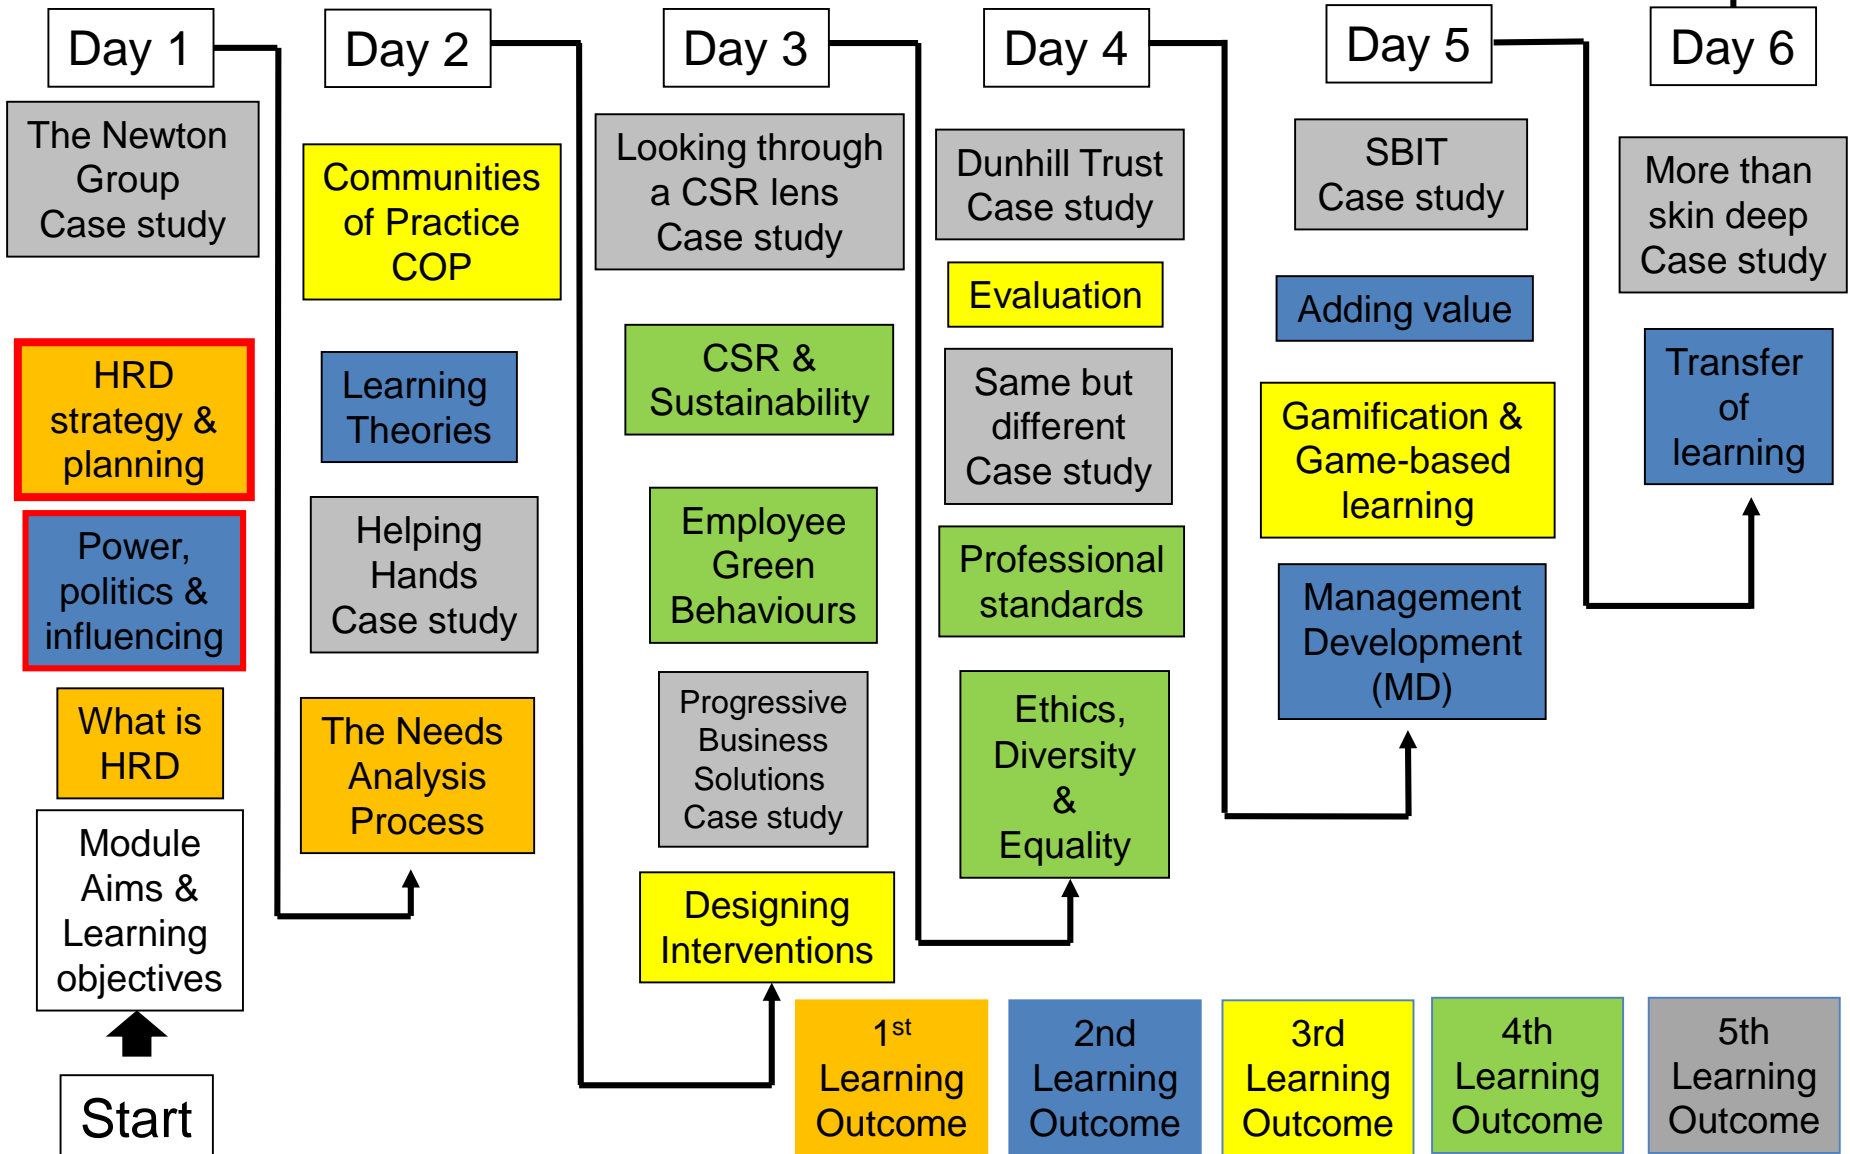 Day 1
The Newton
Group
Case study
HRD
strategy &
planning
Power,
politics &
influencing
What is
HRD
Module
Aims &
Learning
objectives
Start
Day 2
Communities
of Practice
COP
Learning
Theories
Helping
Hands
Case study
The Needs
Analysis
Process
Day 3
Looking through
a CSR lens
Case study
CSR &
Sustainability
Employee
Green
Behaviours
Progressive
Business
Solutions
Case study
Designing
Interventions
Day 4
Dunhill Trust
Case study
Evaluation
Same but
different
Case study
Professional
standards
Ethics,
Diversity
&
Equality
Day 5
SBIT
Case study
Adding value
Gamification &
Game-based
learning
Management
Development
(MD)
Day 6
More than
skin deep
Case study
Transfer
of
learning
1st
Learning
Outcome
2nd
Learning
Outcome
3rd
Learning
Outcome
4th
Learning
Outcome
5th
Learning
Outcome